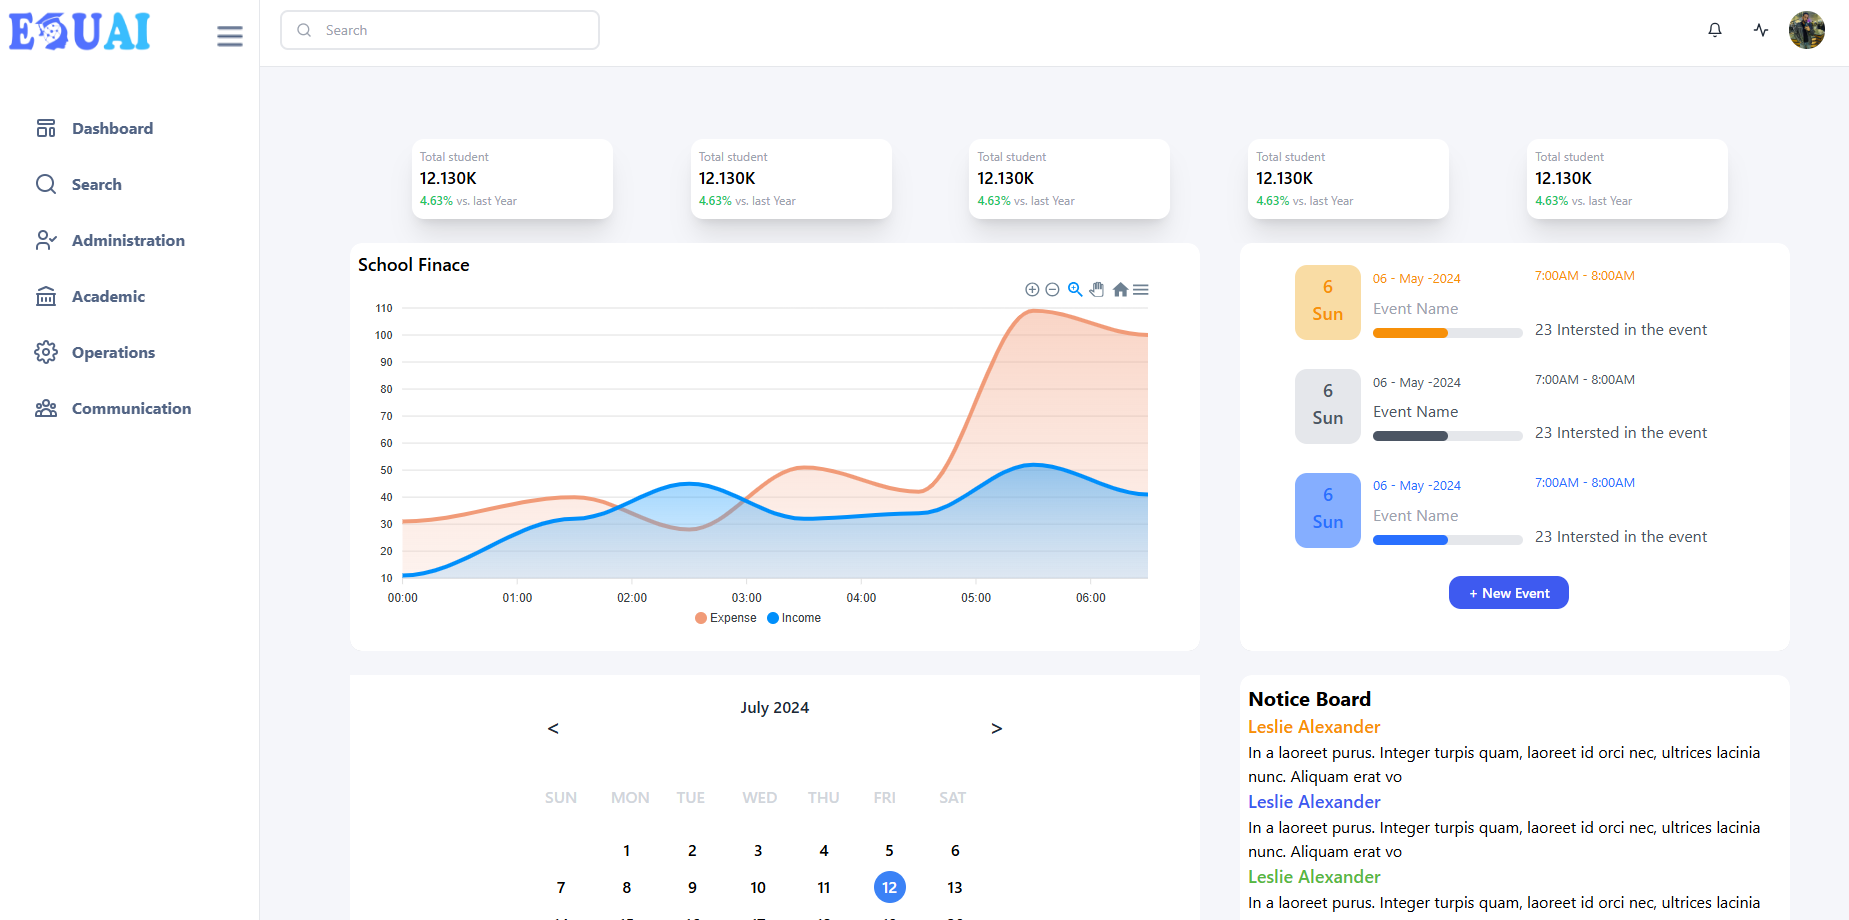 EDUAI
Search
Dashboard
Search
Administration
Academic
Operations
Communication
Total student
12.130K
4.63% vs. last Year
Total student
12.130K
4.63% vs. last Year
Total student
12.130K
4.63% vs. last Year
Total student
12.130K
4.63% vs. last Year
Total student
12.130K
4.63% vs. last Year
School Finace
110
100
90
80
70
60
50
40
30
20
10
00:00 01:00 02:00 03:00 04:00 05:00 06:00
Expense Income
6
Sun
06 - May -2024
7:00AM - 8:00AM
Event Name
23 Intersted in the event
6
Sun
06 - May -2024
7:00AM - 8:00AM
Event Name
23 Intersted in the event
6
Sun
06 - May -2024
7:00AM - 8:00AM
Event Name
23 Intersted in the event
+ New Event
July 2024
< >
SUN MON TUE WED THU FRI SAT
1 2 3 4 5 6
7 8 9 10 11 12 13
Notice Board
Leslie Alexander
In a laoreet purus. Integer turpis quam, laoreet id orci nec, ultrices lacinia
nunc. Aliquam erat vo
Leslie Alexander
In a laoreet purus. Integer turpis quam, laoreet id orci nec, ultrices lacinia
nunc. Aliquam erat vo
Leslie Alexander
In a laoreet purus. Integer turpis quam, laoreet id orci nec, ultrices lacinia